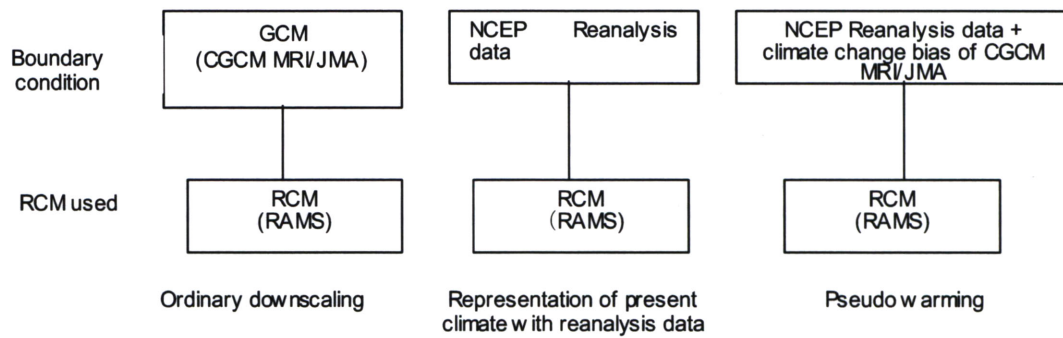 Boundary
condition
GCM
(CGCM MRI/JMA)
NCEP Reanalysis
data
NCEP Reanalysis data +
climate change bias of CGCM
MRI/JMA
RCM used
RCM
(RAMS)
RCM
(RAMS)
RCM
(RAMS)
Ordinary downscaling
Representation of present
climate with reanalysis data
Pseudo warming